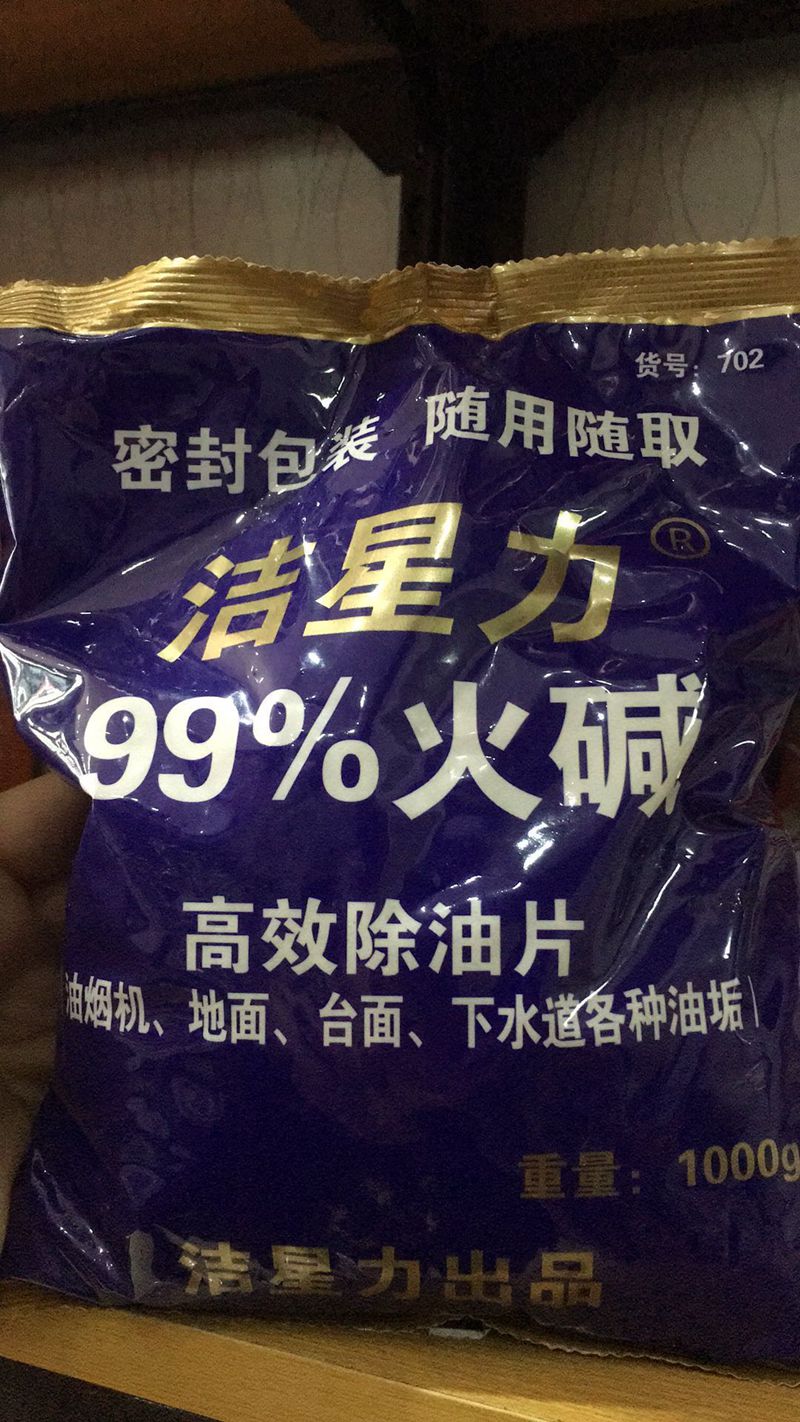 货号：702
密封包装 随用随取
洁星力®
99%火碱
高效除油片
油烟机、地面、台面、下水道各种油垢
重量：1000g
洁星力出品